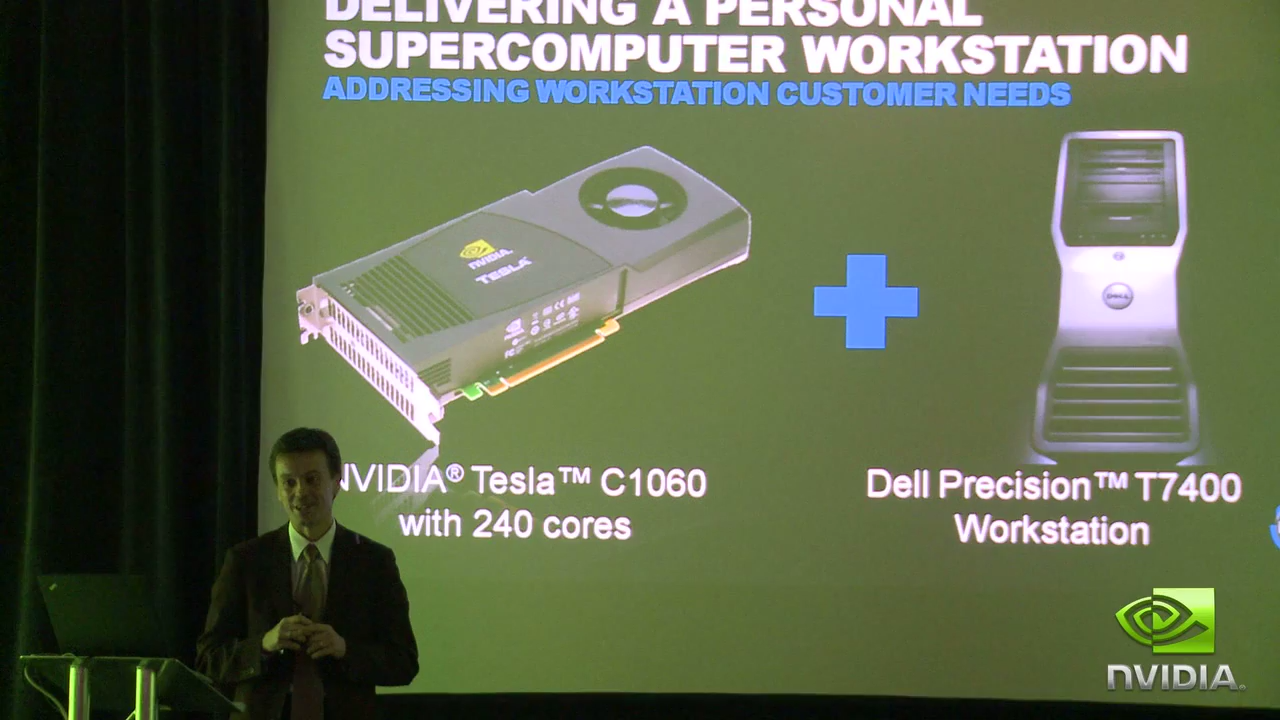 DELIVERING A PERSONAL
SUPERCOMPUTER WORKSTATION
ADDRESSING WORKSTATION CUSTOMER NEEDS
NVIDIA
TESLA
DELL
NVIDIA® Tesla™ C1060
with 240 cores
Dell Precision™ T7400
Workstation
NVIDIA®